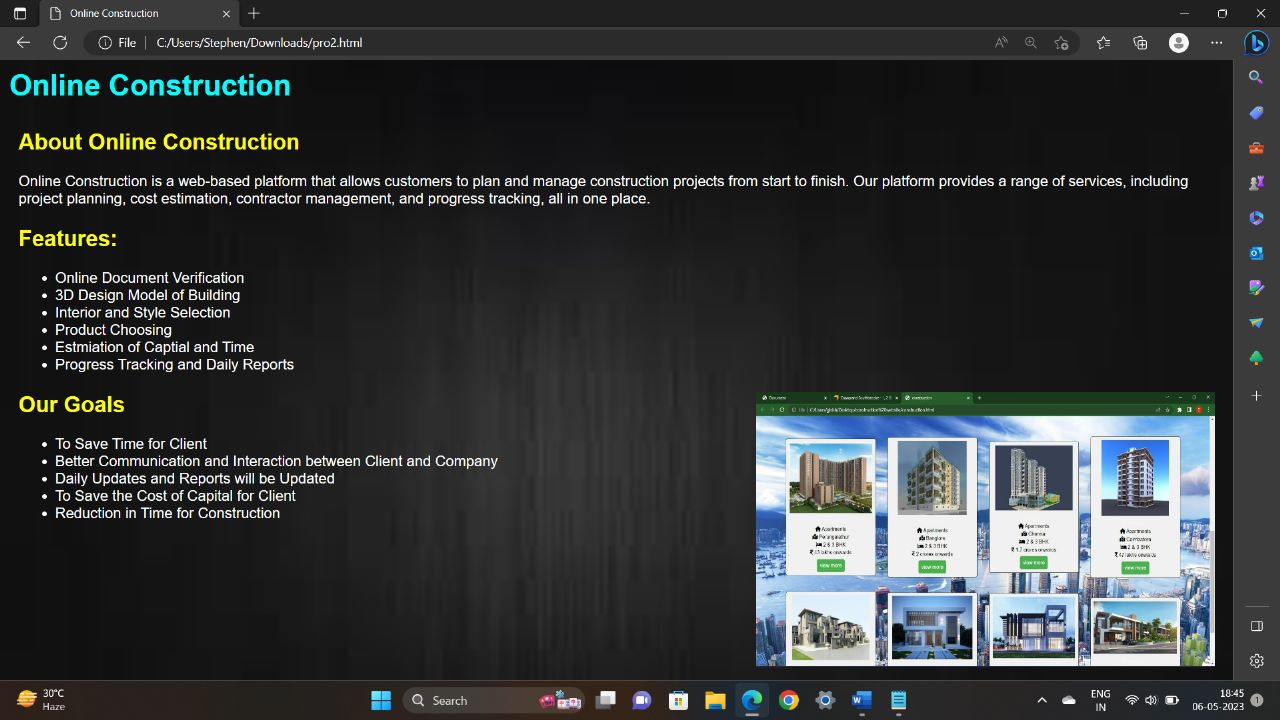 Online Construction
File
C:/Users/Stephen/Downloads/pro2.html
Online Construction
About Online Construction
Online Construction is a web-based platform that allows customers to plan and manage construction projects from start to finish. Our platform provides a range of services, including
project planning, cost estimation, contractor management, and progress tracking, all in one place.
Features:
• Online Document Verification
• 3D Design Model of Building
• Interior and Style Selection
• Product Choosing
• Estmiation of Captial and Time
• Progress Tracking and Daily Reports
Our Goals
• To Save Time for Client
• Better Communication and Interaction between Client and Company
• Daily Updates and Reports will be Updated
• To Save the Cost of Capital for Client
• Reduction in Time for Construction
Document
construction
Apartments
2 & 3 BHK
view more
Apartments
2 & 3 BHK
₹ 2 crores onwards
view more
Apartments
Chennai
2 & 3 BHK
view more
Apartments
2 & 3 BHK
view more
30°C
Haze
Search
ENG
IN
18:45
06-05-2023
1